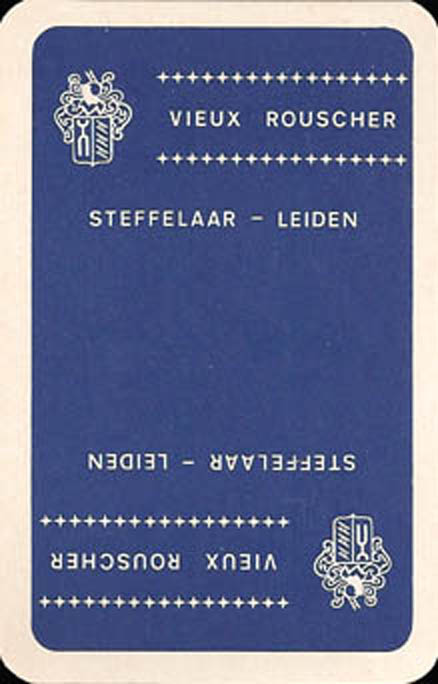 VIEUX ROUSCHER
STEFFELAAR - LEIDEN
STEFFELAAR - LEIDEN
VIEUX ROUSCHER